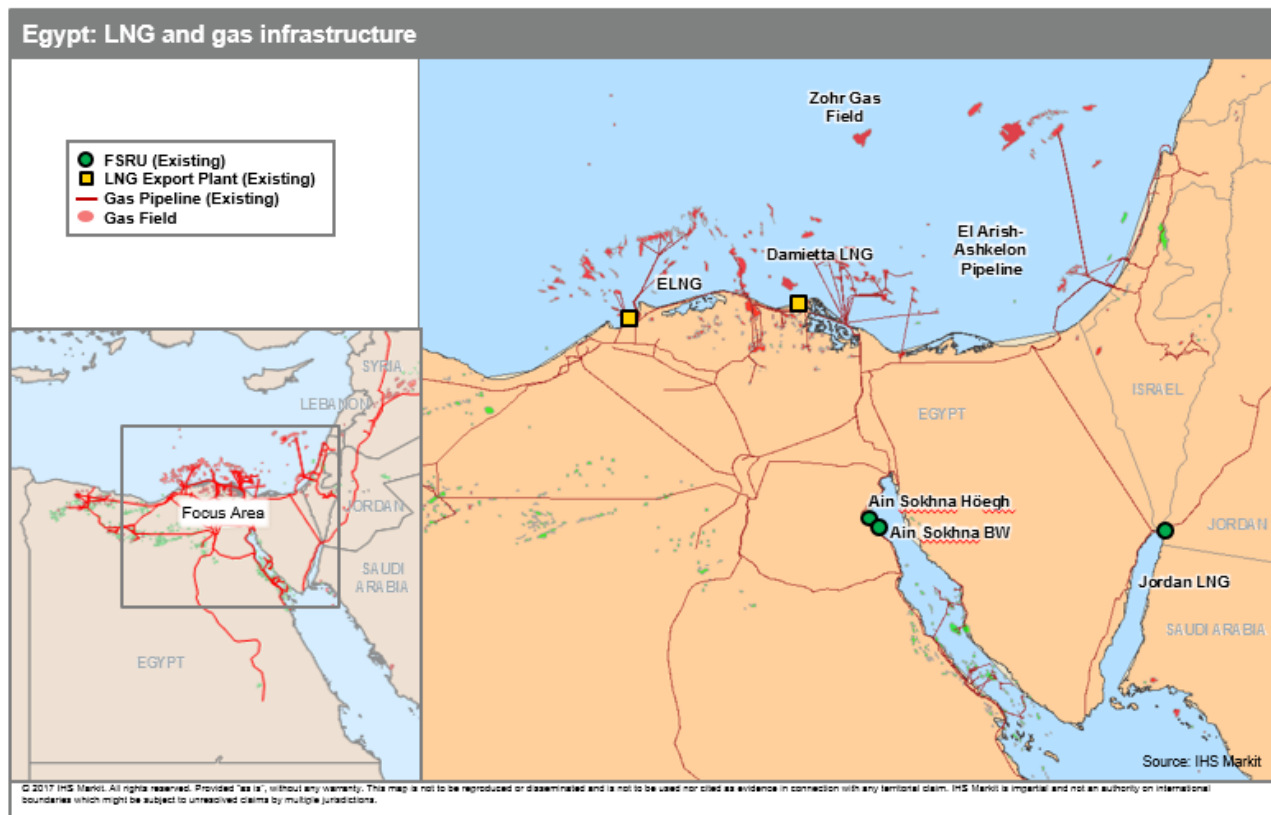 Egypt: LNG and gas infrastructure
FSRU (Existing)
LNG Export Plant (Existing)
Gas Pipeline (Existing)
Gas Field
Zohr Gas
Field
El Arish-
Ashkelon
Pipeline
Damietta LNG
ELNG
ISRAEL
EGYPT
Ain Sokhna Höegh
Ain Sokhna BW
JORDAN
Jordan LNG
SAUDI ARABIA
Source: IHS Markit
SYRIA
LEBANON
Focus Area
JORDAN
SAUDI
ARABIA
EGYPT
© 2017 IHS Markit. All rights reserved. Provided "as is", without any warranty. This map is not to be reproduced or disseminated and is not to be used nor cited as evidence in connection with any territorial claim. IHS Markit is impartial and not an authority on international
boundaries which might be subject to unresolved claims by multiple jurisdictions.